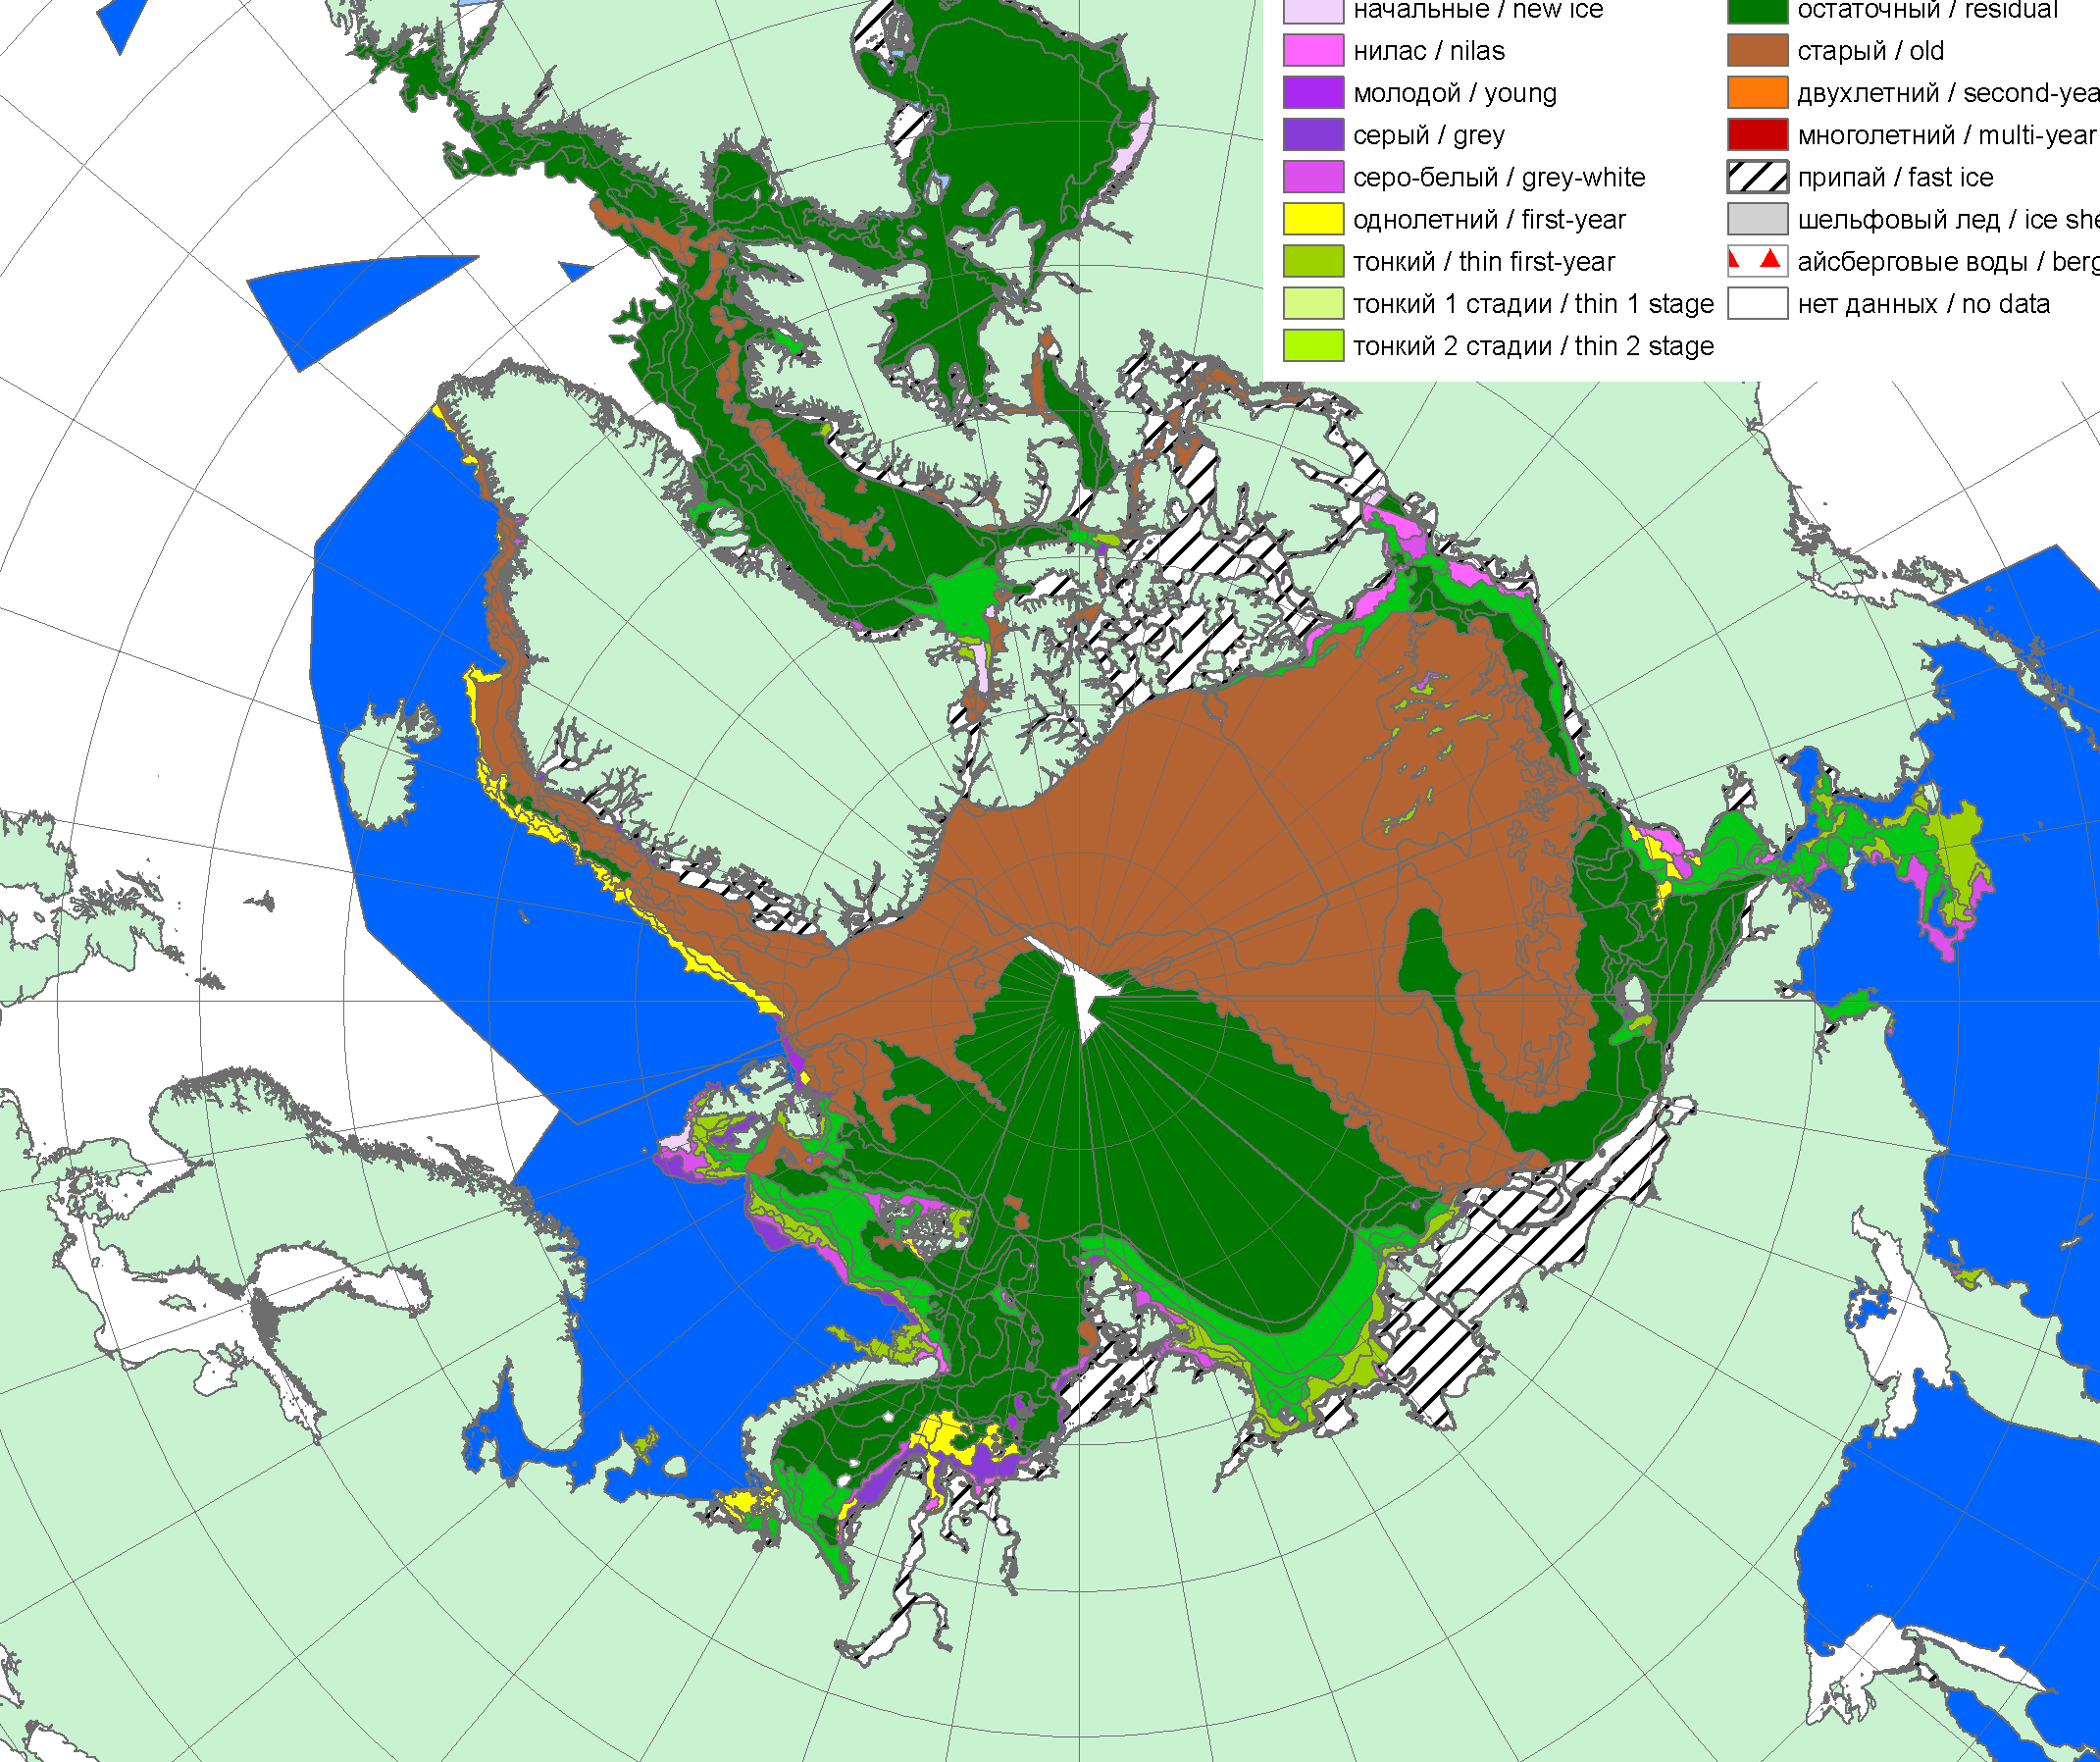 начальные / new ice
нилас / nilas
молодой / young
серый / grey
серо-белый / grey-white
однолетний / first-year
тонкий / thin first-year
тонкий 1 стадии / thin 1 stage
тонкий 2 стадии / thin 2 stage
остаточный / residual
старый / old
двухлетний / second-yea
многолетний / multi-year
припай / fast ice
шельфовый лед / ice she
айсберговые воды / berg
нет данных / no data